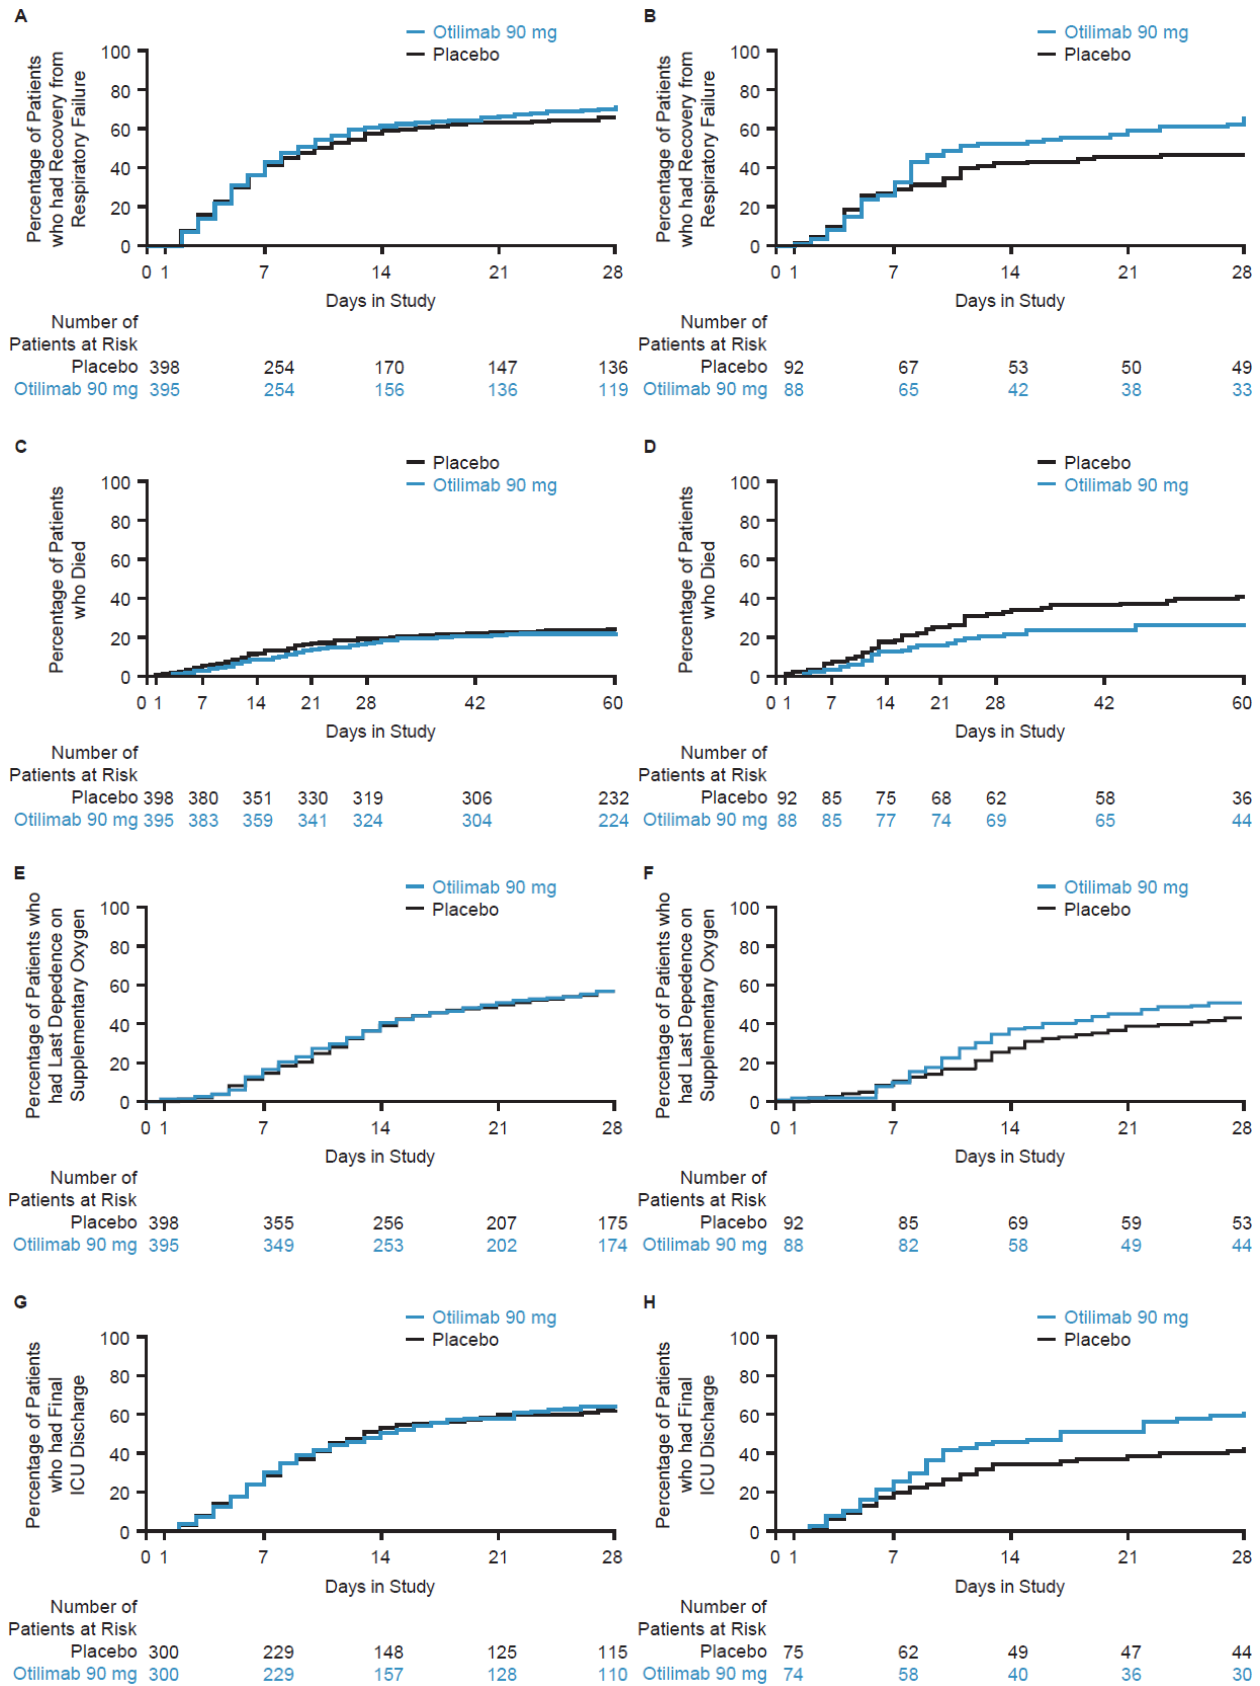 A
Otilimab 90 mg
Placebo
Percentage of Patients
who had Recovery from
Respiratory Failure
100
80
60
40
20
0
0 1 7 14 21 28
Days in Study
Number of
Patients at Risk
Placebo 398 254 170 147 136
Otilimab 90 mg 395 254 156 136 119
B
Otilimab 90 mg
Placebo
Percentage of Patients
who had Recovery from
Respiratory Failure
100
80
60
40
20
0
0 1 7 14 21 28
Days in Study
Number of
Patients at Risk
Placebo 92 67 53 50 49
Otilimab 90 mg 88 65 42 38 33
C
Placebo
Otilimab 90 mg
Percentage of Patients
who Died
100
80
60
40
20
0
0 1 7 14 21 28 42 60
Days in Study
Number of
Patients at Risk
Placebo 398 380 351 330 319 306 232
Otilimab 90 mg 395 383 359 341 324 304 224
D
Placebo
Otilimab 90 mg
Percentage of Patients
who Died
100
80
60
40
20
0
0 1 7 14 21 28 42 60
Days in Study
Number of
Patients at Risk
Placebo 92 85 75 68 62 58 36
Otilimab 90 mg 88 85 77 74 69 65 44
E
Otilimab 90 mg
Placebo
Percentage of Patients who
had Last Depedence on
Supplementary Oxygen
100
80
60
40
20
0
0 1 7 14 21 28
Days in Study
Number of
Patients at Risk
Placebo 398 355 256 207 175
Otilimab 90 mg 395 349 253 202 174
F
Otilimab 90 mg
Placebo
Percentage of Patients who
had Last Depedence on
Supplementary Oxygen
100
80
60
40
20
0
0 1 7 14 21 28
Days in Study
Number of
Patients at Risk
Placebo 92 85 69 59 53
Otilimab 90 mg 88 82 58 49 44
G
Otilimab 90 mg
Placebo
Percentage of Patients
who had Final
ICU Discharge
100
80
60
40
20
0
0 1 7 14 21 28
Days in Study
Number of
Patients at Risk
Placebo 300 229 148 125 115
Otilimab 90 mg 300 229 157 128 110
H
Otilimab 90 mg
Placebo
Percentage of Patients
who had Final
ICU Discharge
100
80
60
40
20
0
0 1 7 14 21 28
Days in Study
Number of
Patients at Risk
Placebo 75 62 49 47 44
Otilimab 90 mg 74 58 40 36 30